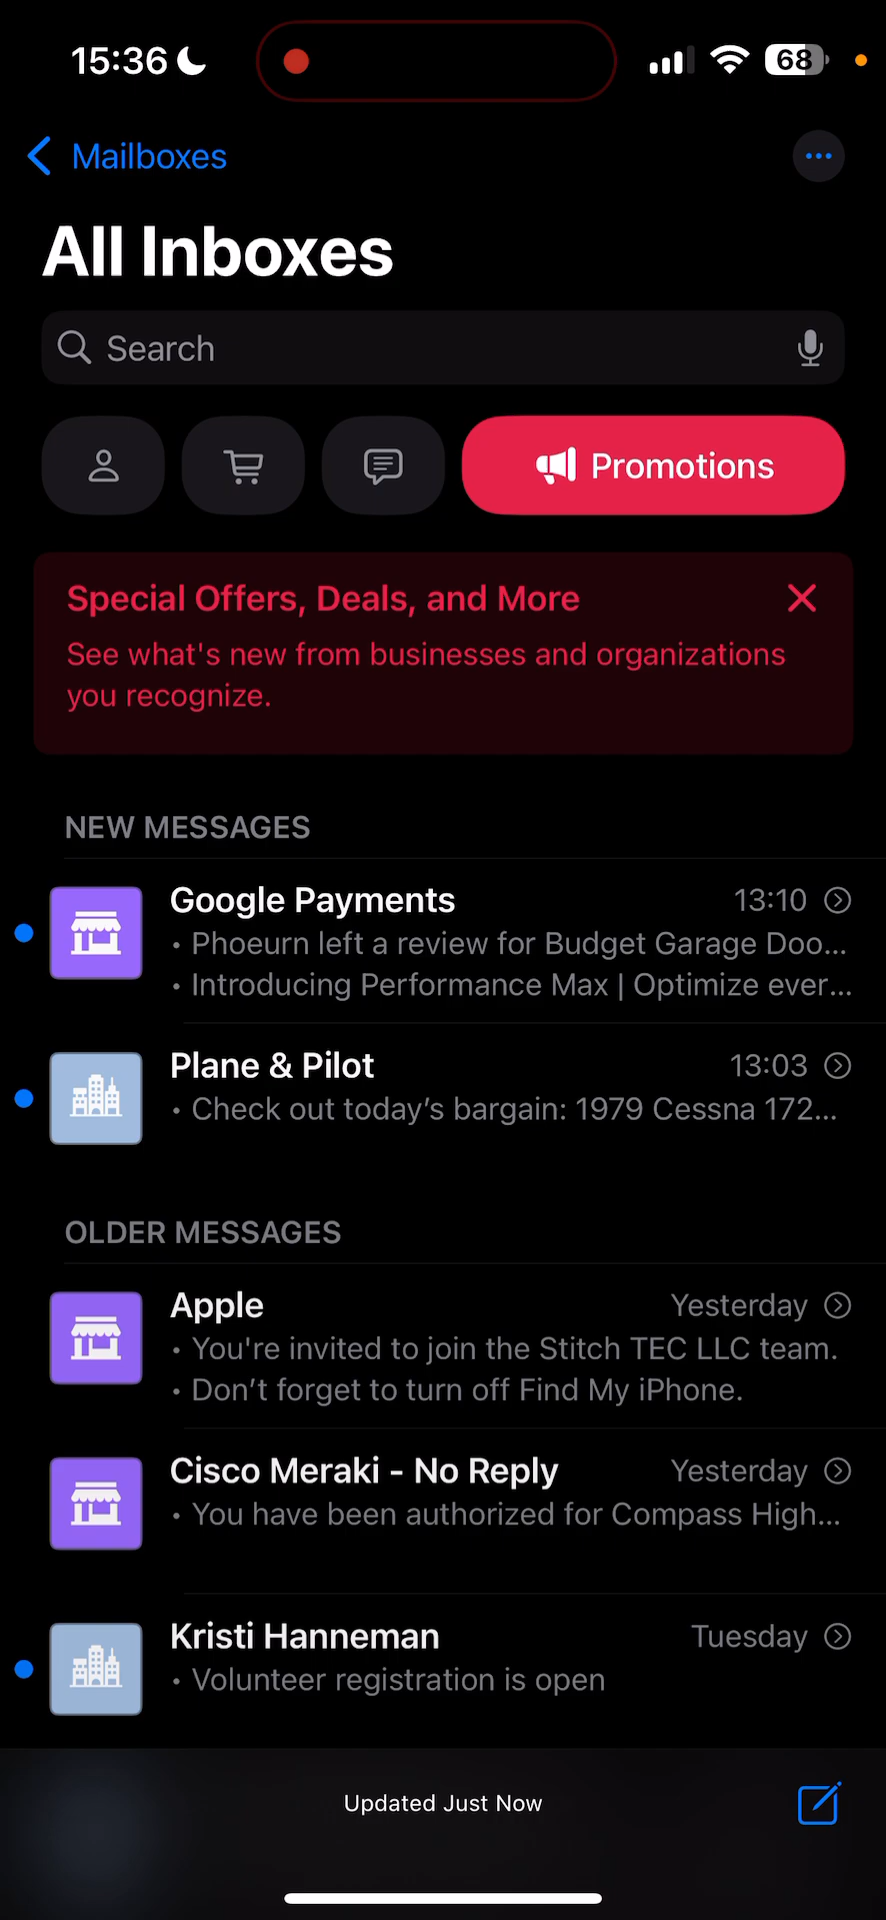 15:36
68
Mailboxes
All Inboxes
Search
Promotions
Special Offers, Deals, and More
See what's new from businesses and organizations
you recognize.
NEW MESSAGES
Google Payments 13:10
• Phoeurn left a review for Budget Garage Doo...
• Introducing Performance Max | Optimize ever...
Plane & Pilot 13:03
• Check out today’s bargain: 1979 Cessna 172...
OLDER MESSAGES
Apple Yesterday
• You're invited to join the Stitch TEC LLC team.
• Don’t forget to turn off Find My iPhone.
Cisco Meraki - No Reply Yesterday
• You have been authorized for Compass High...
Kristi Hanneman Tuesday
• Volunteer registration is open
Updated Just Now